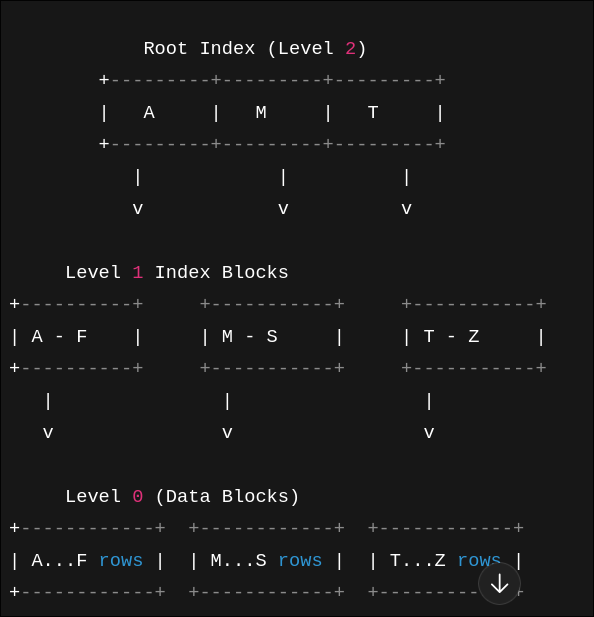 Root Index (Level 2)
+---------+---------+---------+
|   A     |   M     |   T     |
+---------+---------+---------+
|            |          |
v            v          v
Level 1 Index Blocks
+----------+     +-----------+     +-----------+
| A - F    |     | M - S     |     | T - Z     |
+----------+     +-----------+     +-----------+
|               |                 |
v               v                 v
Level 0 (Data Blocks)
+------------+  +------------+  +------------+
| A...F rows |  | M...S rows |  | T...Z rows |
+------------+  +------------+  +------------+